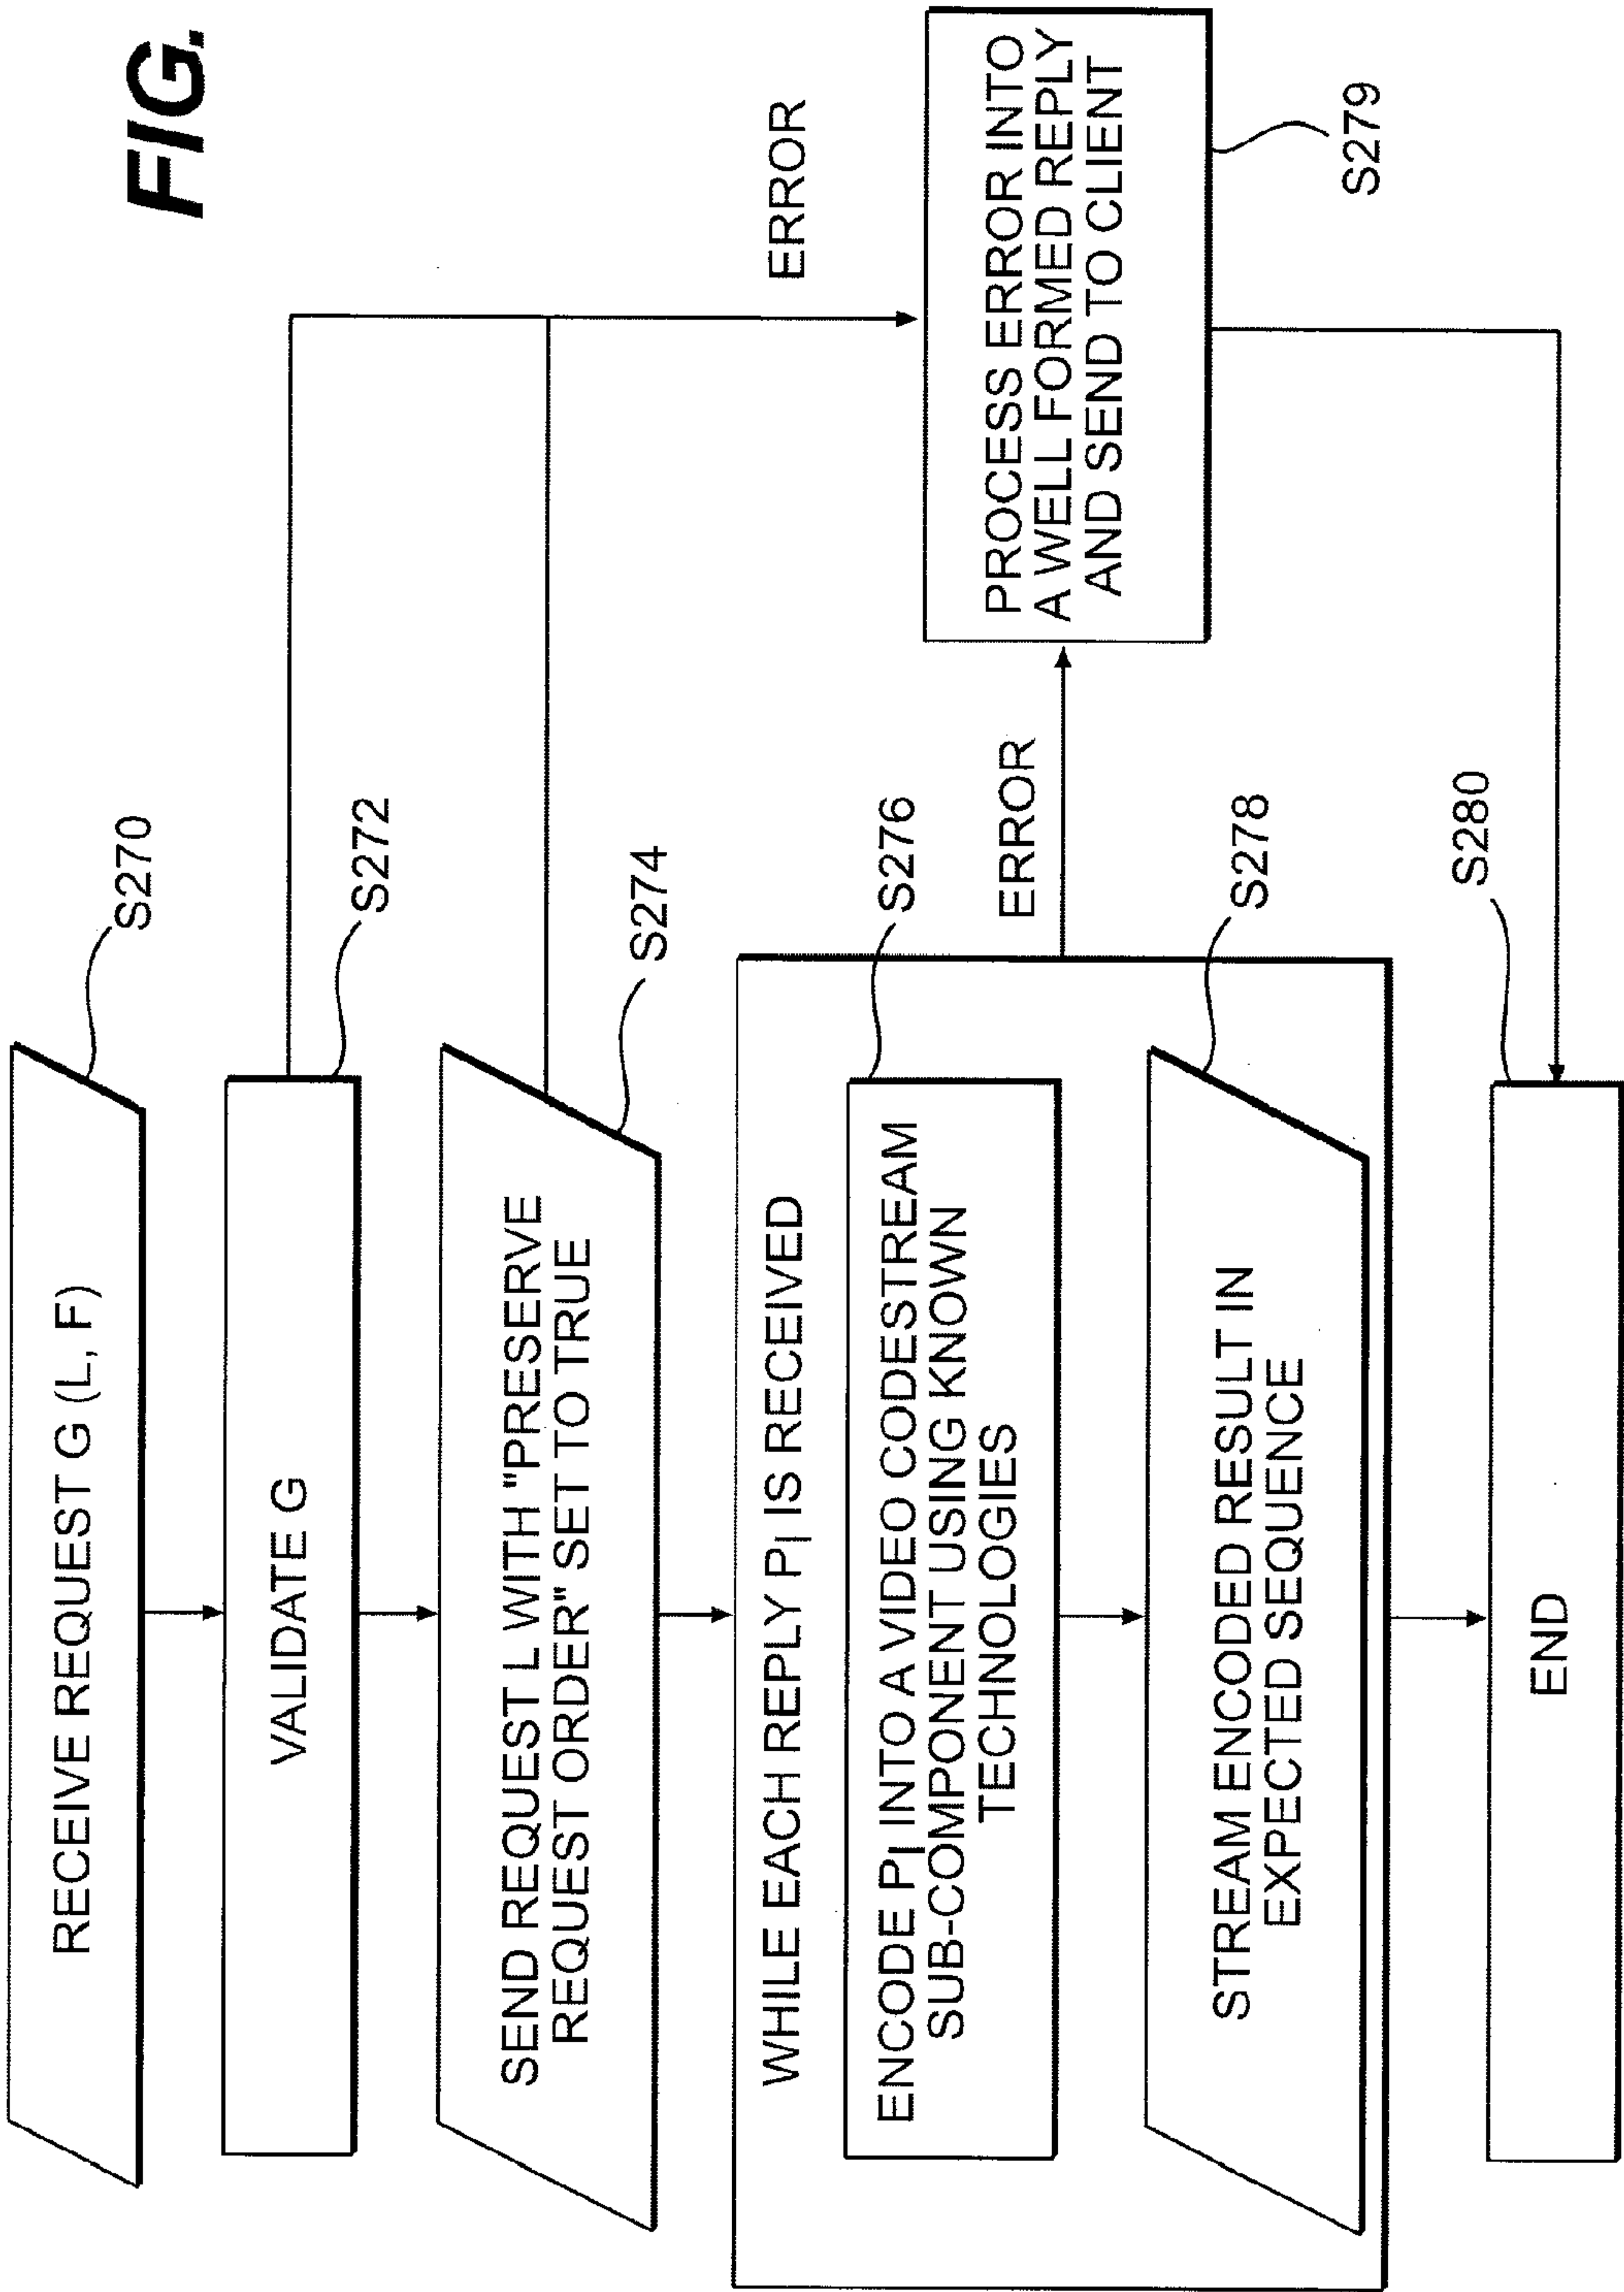 FIG.
RECEIVE REQUEST G (L, F)
S270
VALIDATE G
S272
SEND REQUEST L WITH "PRESERVE
REQUEST ORDER" SET TO TRUE
S274
ERROR
WHILE EACH REPLY PI IS RECEIVED
ENCODE PI INTO A VIDEO CODESTREAM
SUB-COMPONENT USING KNOWN
TECHNOLOGIES
S276
ERROR
PROCESS ERROR INTO
A WELL FORMED REPLY
AND SEND TO CLIENT
S279
STREAM ENCODED RESULT IN
EXPECTED SEQUENCE
S278
END
S280